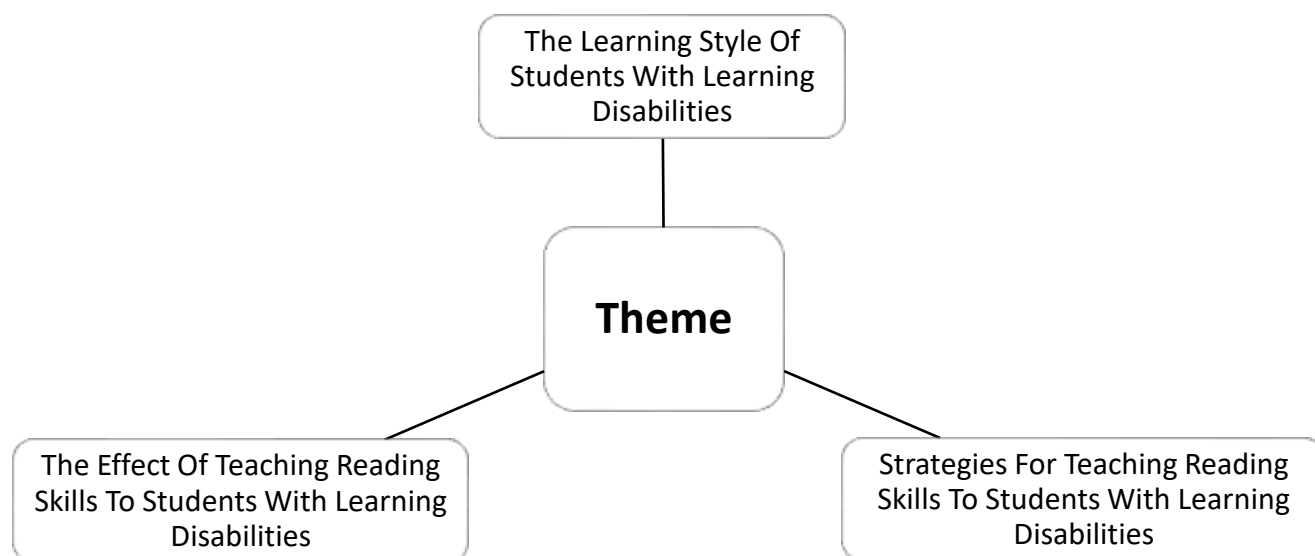 The Learning Style Of
Students With Learning
Disabilities
Theme
The Effect Of Teaching Reading
Skills To Students With Learning
Disabilities
Strategies For Teaching Reading
Skills To Students With Learning
Disabilities